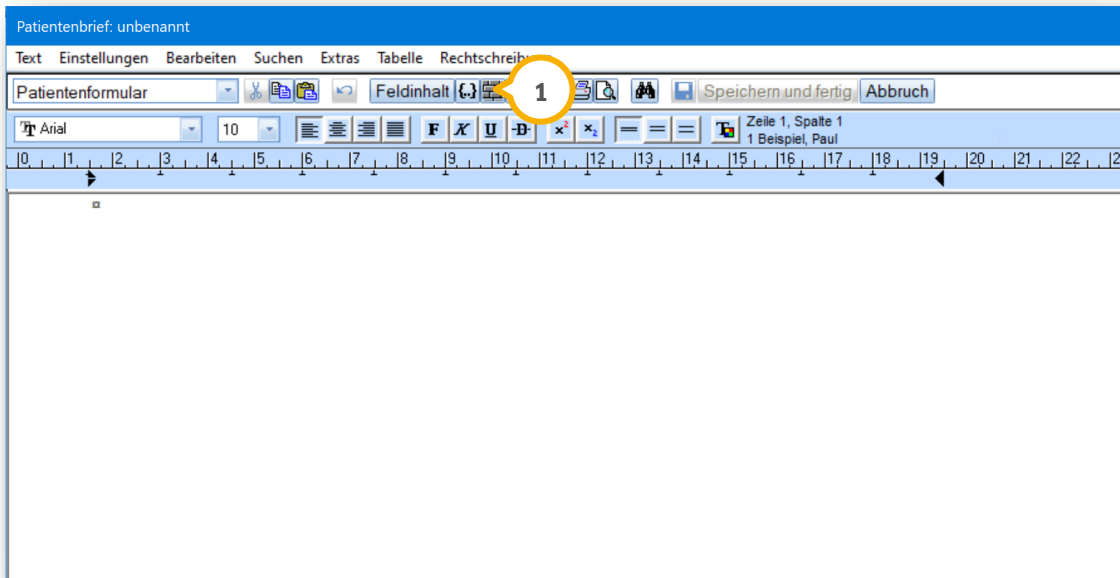 Patientenbrief: unbenannt
Text Einstellungen Bearbeiten Suchen Extras Tabelle
Patientenformular Feldinhalt {..} 1 Speichern und fertig Abbruch
Arial 10 F K U D x² x₂ Zeile 1, Spalte 1
1 Beispiel, Paul
0 1 2 3 4 5 6 7 8 9 10 11 12 13 14 15 16 17 18 19 20 21 22